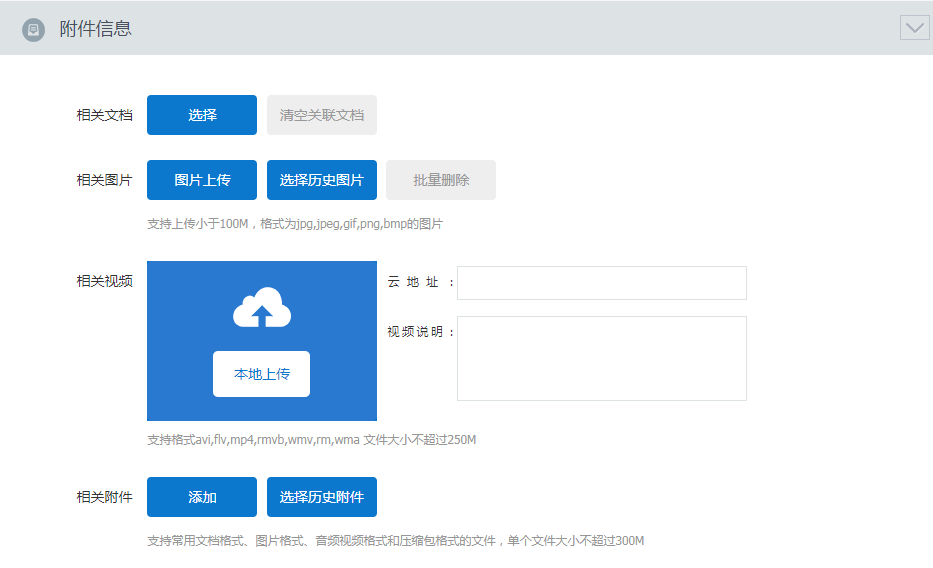 附件信息
相关文档 选择 清空关联文档
相关图片 图片上传 选择历史图片 批量删除
支持上传小于100M，格式为jpg,jpeg,gif,png,bmp的图片
相关视频 云地址：
视频说明：
本地上传
支持格式avi,flv,mp4,rmvb,wmv,rm,wma 文件大小不超过250M
相关附件 添加 选择历史附件
支持常用文档格式、图片格式、音频视频格式和压缩包格式的文件，单个文件大小不超过300M